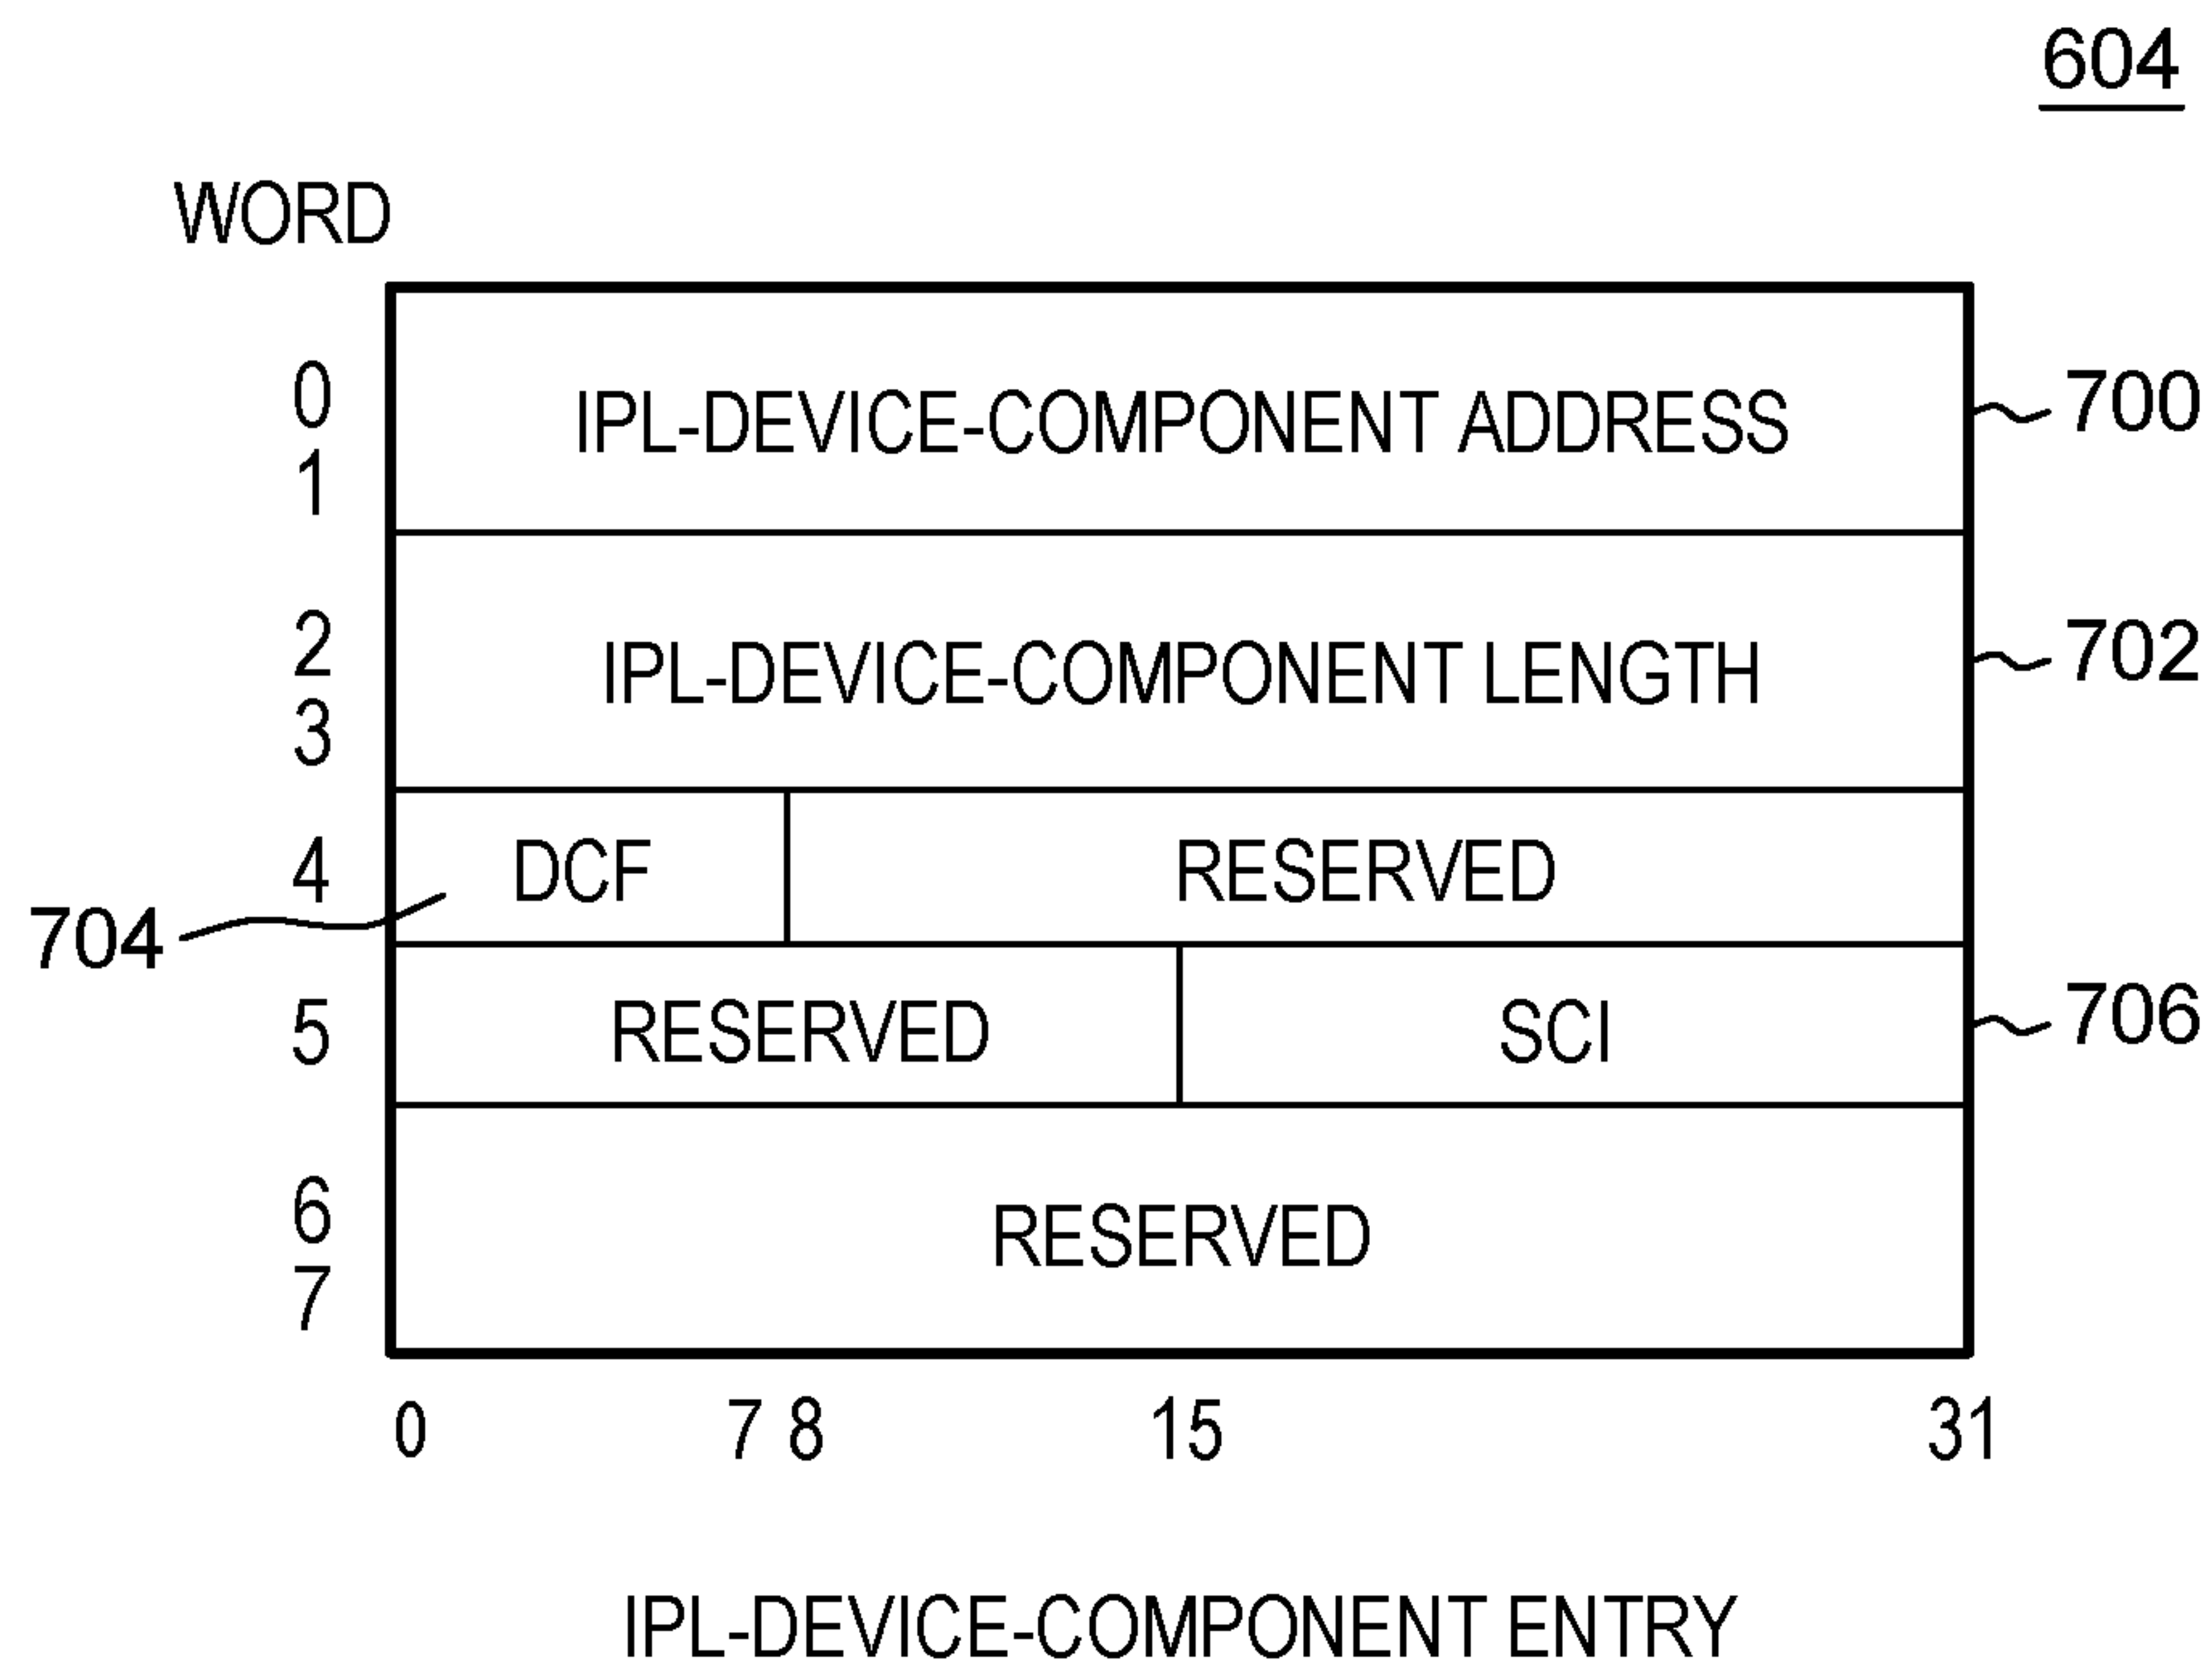 604
WORD
0 IPL-DEVICE-COMPONENT ADDRESS 700
1
2 IPL-DEVICE-COMPONENT LENGTH 702
3
4 DCF RESERVED
704
5 RESERVED SCI 706
6 RESERVED
7
0 7 8 15 31
IPL-DEVICE-COMPONENT ENTRY